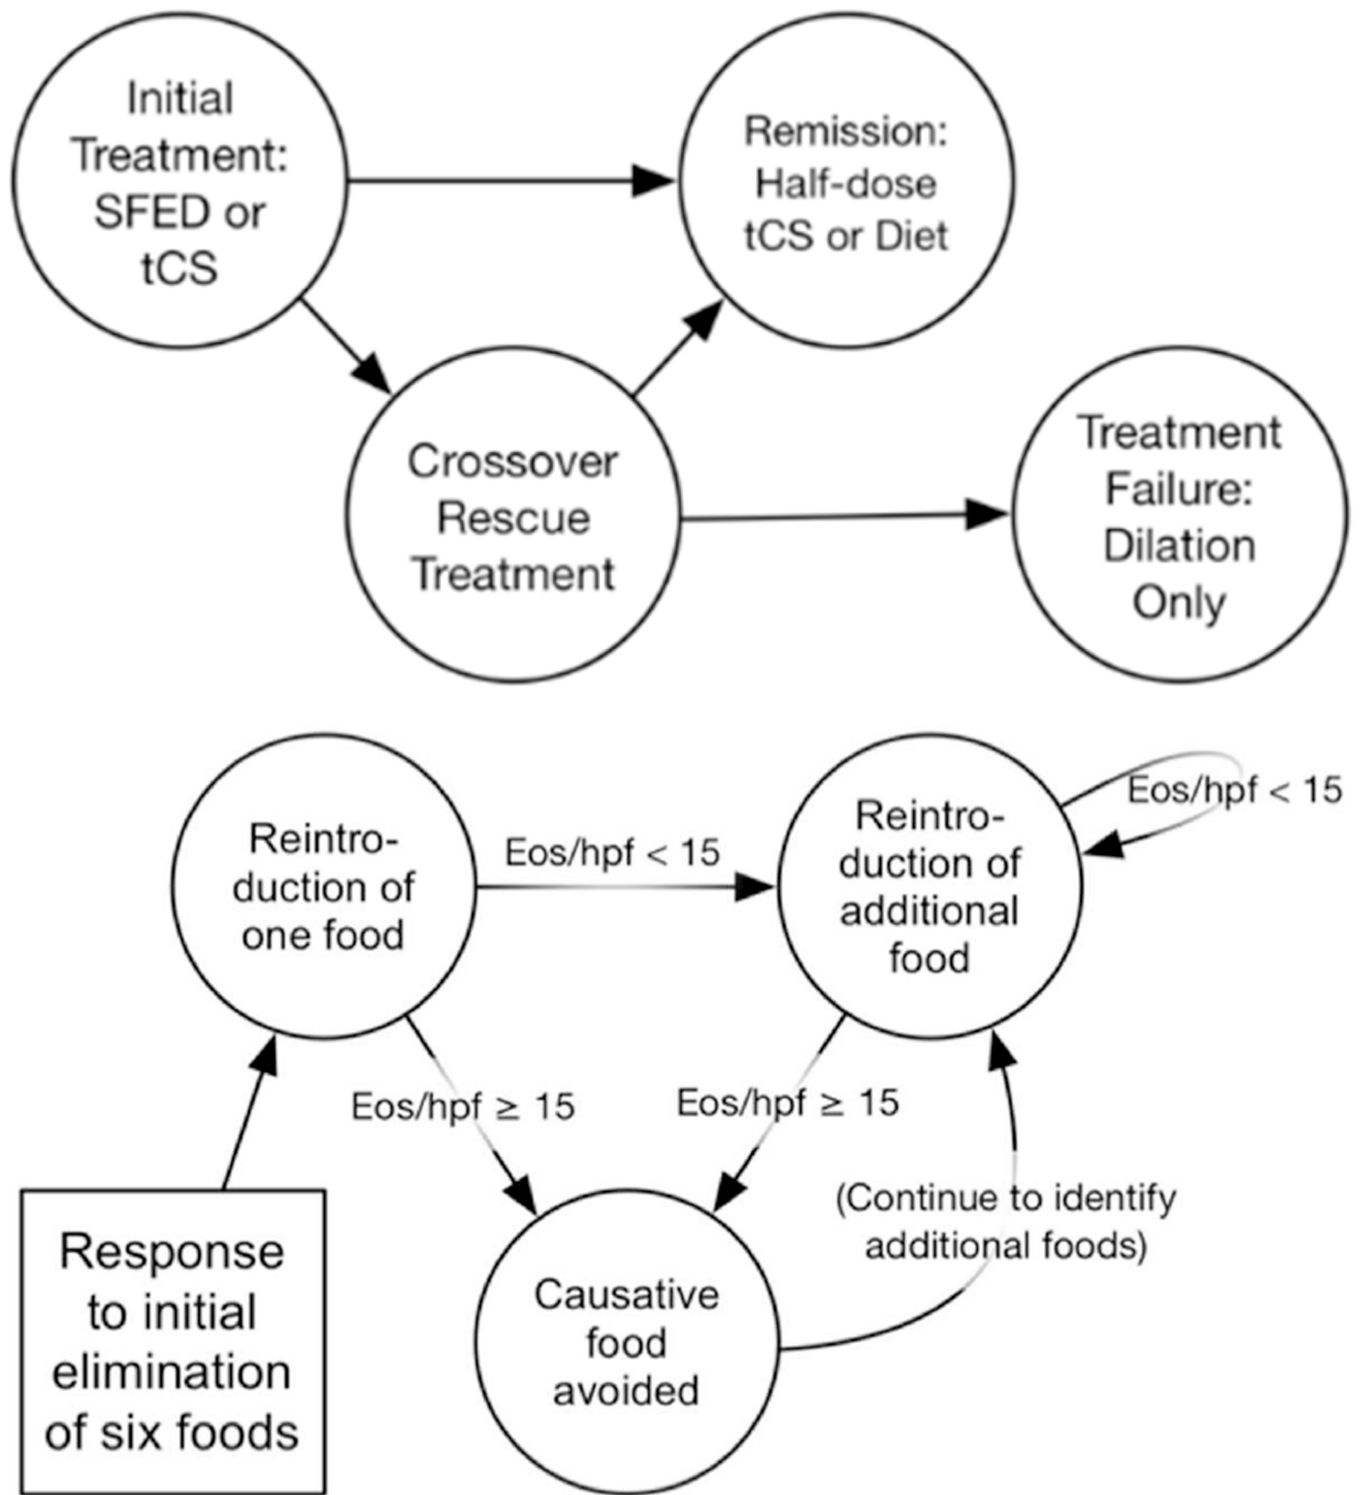 Initial
Treatment:
SFED or
tCS
Remission:
Half-dose
tCS or Diet
Crossover
Rescue
Treatment
Treatment
Failure:
Dilation
Only
Reintro-
duction of
one food
Eos/hpf < 15
Reintro-
duction of
additional
food
Eos/hpf < 15
Eos/hpf ≥ 15
Eos/hpf ≥ 15
(Continue to identify
additional foods)
Response
to initial
elimination
of six foods
Causative
food
avoided